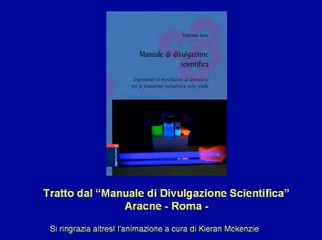 Manuale di divulgazione
scientifica
Tratto dal “Manuale di Divulgazione Scientifica”
Aracne - Roma -
Si ringrazia altresì l'animazione a cura di Kieran Mckenzie